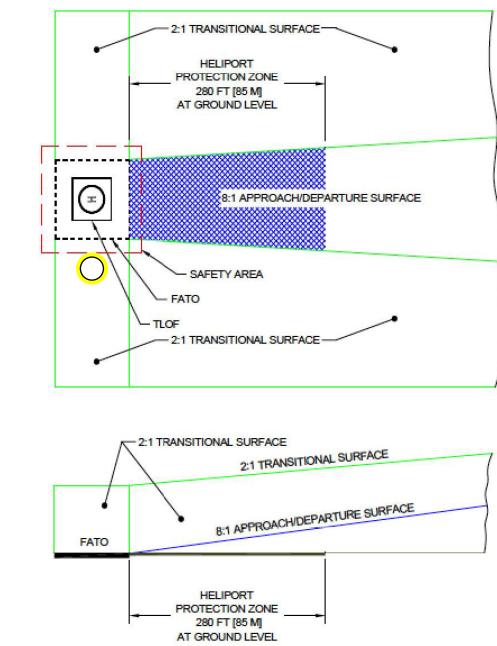 2:1 TRANSITIONAL SURFACE
HELIPORT
PROTECTION ZONE
280 FT [85 M]
AT GROUND LEVEL
H
8:1 APPROACH/DEPARTURE SURFACE
SAFETY AREA
FATO
TLOF
2:1 TRANSITIONAL SURFACE
2:1 TRANSITIONAL SURFACE
2:1 TRANSITIONAL SURFACE
8:1 APPROACH/DEPARTURE SURFACE
FATO
HELIPORT
PROTECTION ZONE
280 FT [85 M]
AT GROUND LEVEL